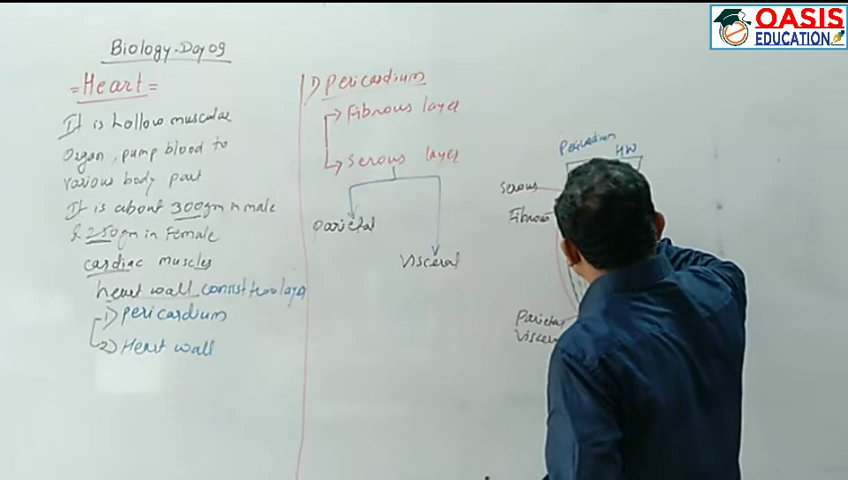 OASIS
EDUCATION
Biology-Day 09
=Heart=
It is hollow muscular
organ, pump blood to
various body part
It is about 300gm n male
& 250gm in Female
cardiac muscles
heart wall consist two layer
1) Pericardium
2) Heart wall
1) Pericardium
Fibrous layer
Serous layer
parietal
visceral
Pericardium
HW
Serous
Fibrous
Parietal
Visceral